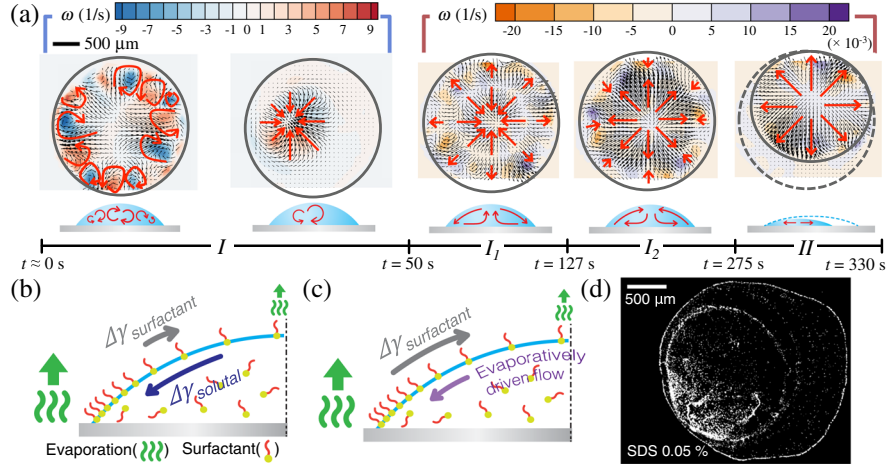 (a)
ω (1/s)
-9 -7 -5 -3 -1 0 1 3 5 7 9
500 μm
ω (1/s)
-20 -15 -10 -5 0 5 10 15 20
(× 10⁻³)
I I₁ I₂ II
t ≈ 0 s t = 50 s t = 127 s t = 275 s t = 330 s
(b)
Δγ surfactant
Δγ solutal
Evaporation( ) Surfactant( )
(c)
Δγ surfactant
Evaporatively
driven flow
(d)
500 μm
SDS 0.05 %